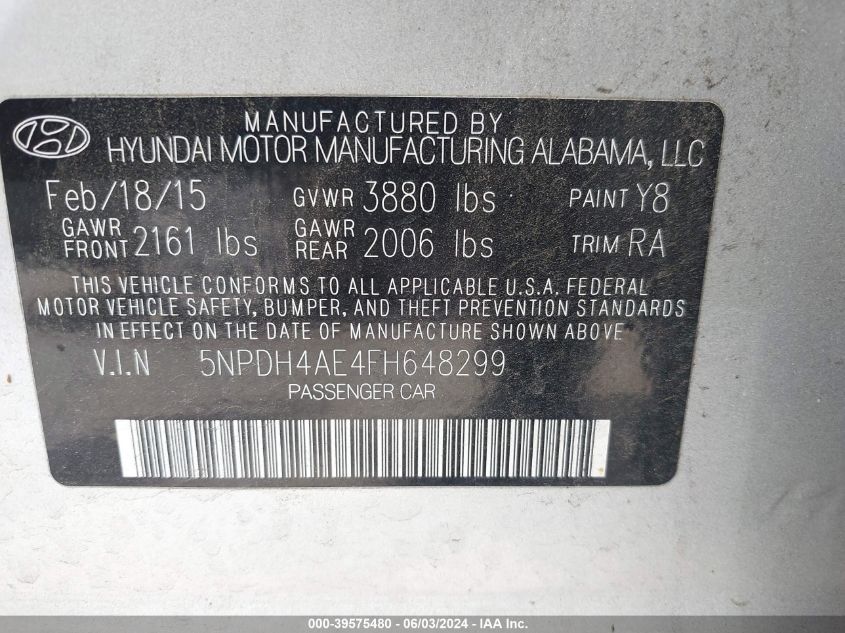 MANUFACTURED BY
HYUNDAI MOTOR MANUFACTURING ALABAMA, LLC
Feb/18/15 GVWR 3880 lbs PAINT Y8
GAWR FRONT 2161 lbs GAWR REAR 2006 lbs TRIM RA
THIS VEHICLE CONFORMS TO ALL APPLICABLE U.S.A. FEDERAL
MOTOR VEHICLE SAFETY, BUMPER, AND THEFT PREVENTION STANDARDS
IN EFFECT ON THE DATE OF MANUFACTURE SHOWN ABOVE
V.I.N 5NPDH4AE4FH648299
PASSENGER CAR
000-39575480 - 06/03/2024 - IAA Inc.